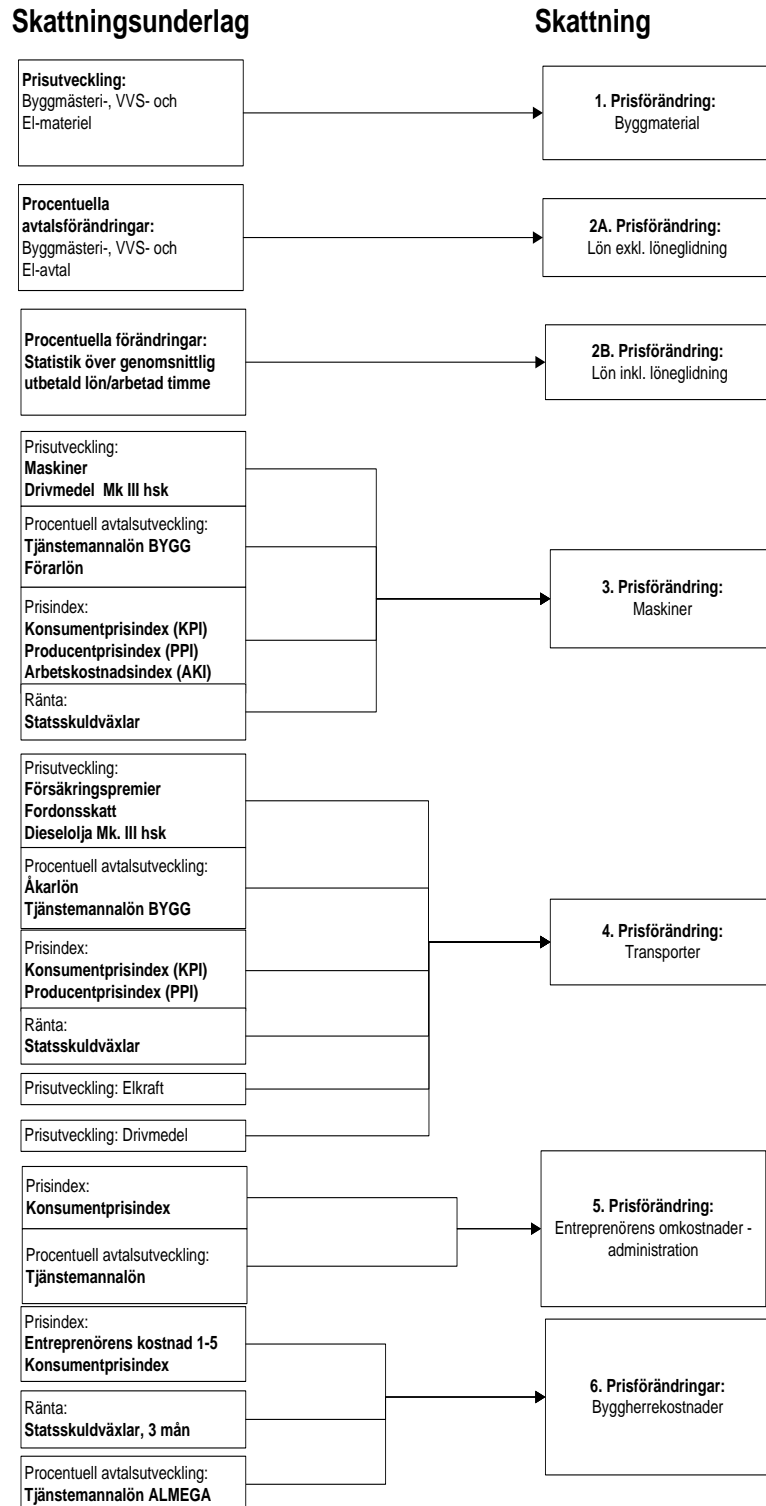 Skattningsunderlag
Skattning
Prisutveckling:
Byggmästeri-, VVS- och
El-materiel
1. Prisförändring:
Byggmaterial
Procentuella
avtalsförändringar:
Byggmästeri-, VVS- och
El-avtal
2A. Prisförändring:
Lön exkl. löneglidning
Procentuella förändringar:
Statistik över genomsnittlig
utbetald lön/arbetad timme
2B. Prisförändring:
Lön inkl. löneglidning
Prisutveckling:
Maskiner
Drivmedel Mk III hsk
Procentuell avtalsutveckling:
Tjänstemannalön BYGG
Förarlön
Prisindex:
Konsumentprisindex (KPI)
Producentprisindex (PPI)
Arbetskostnadsindex (AKI)
Ränta:
Statsskuldväxlar
3. Prisförändring:
Maskiner
Prisutveckling:
Försäkringspremier
Fordonsskatt
Dieselolja Mk. III hsk
Procentuell avtalsutveckling:
Åkarlön
Tjänstemannalön BYGG
Prisindex:
Konsumentprisindex (KPI)
Producentprisindex (PPI)
Ränta:
Statsskuldväxlar
Prisutveckling: Elkraft
Prisutveckling: Drivmedel
4. Prisförändring:
Transporter
Prisindex:
Konsumentprisindex
Procentuell avtalsutveckling:
Tjänstemannalön
5. Prisförändring:
Entreprenörens omkostnader -
administration
Prisindex:
Entreprenörens kostnad 1-5
Konsumentprisindex
Ränta:
Statsskuldväxlar, 3 mån
Procentuell avtalsutveckling:
Tjänstemannalön ALMEGA
6. Prisförändringar:
Byggherrekostnader